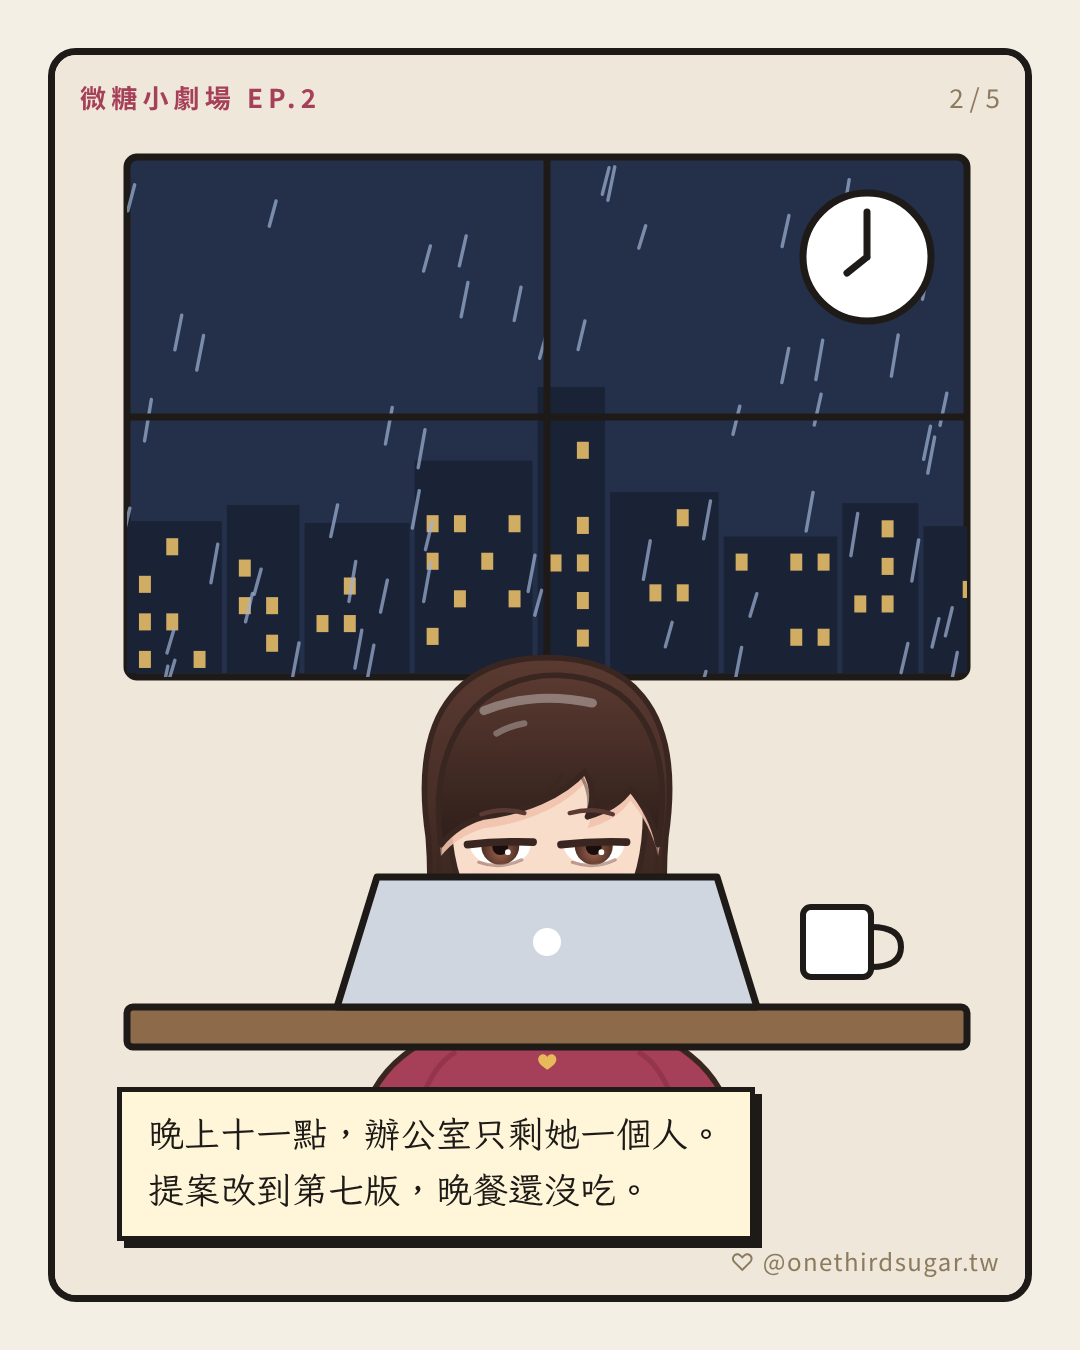 微糖小劇場 EP.2
2/5
晚上十一點，辦公室只剩她一個人。
提案改到第七版，晚餐還沒吃。
♡ @onethirdsugar.tw